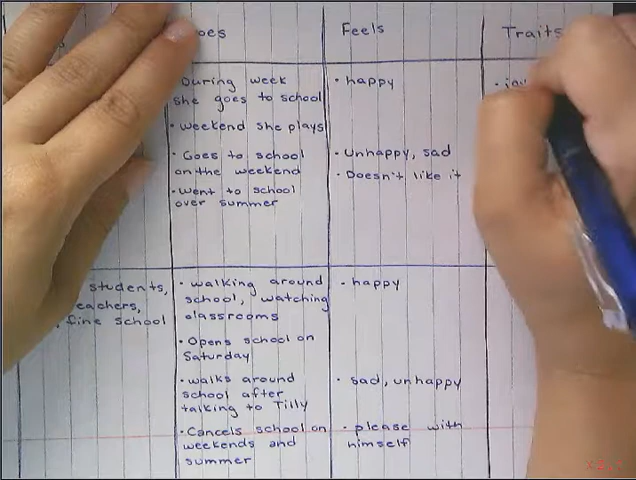 Feels
Traits
During week
she goes to school
• happy
• weekend she plays
• Goes to school
on the weekend
• Unhappy, sad
• Went to school
over summer
• Doesn't like it
students,
fine school
• walking around
school, watching
classrooms
• happy
• Opens school on
Saturday
• walks around
school after
talking to Tilly
• sad, unhappy
• Cancels school on
weekends and
summer
• please with
himself